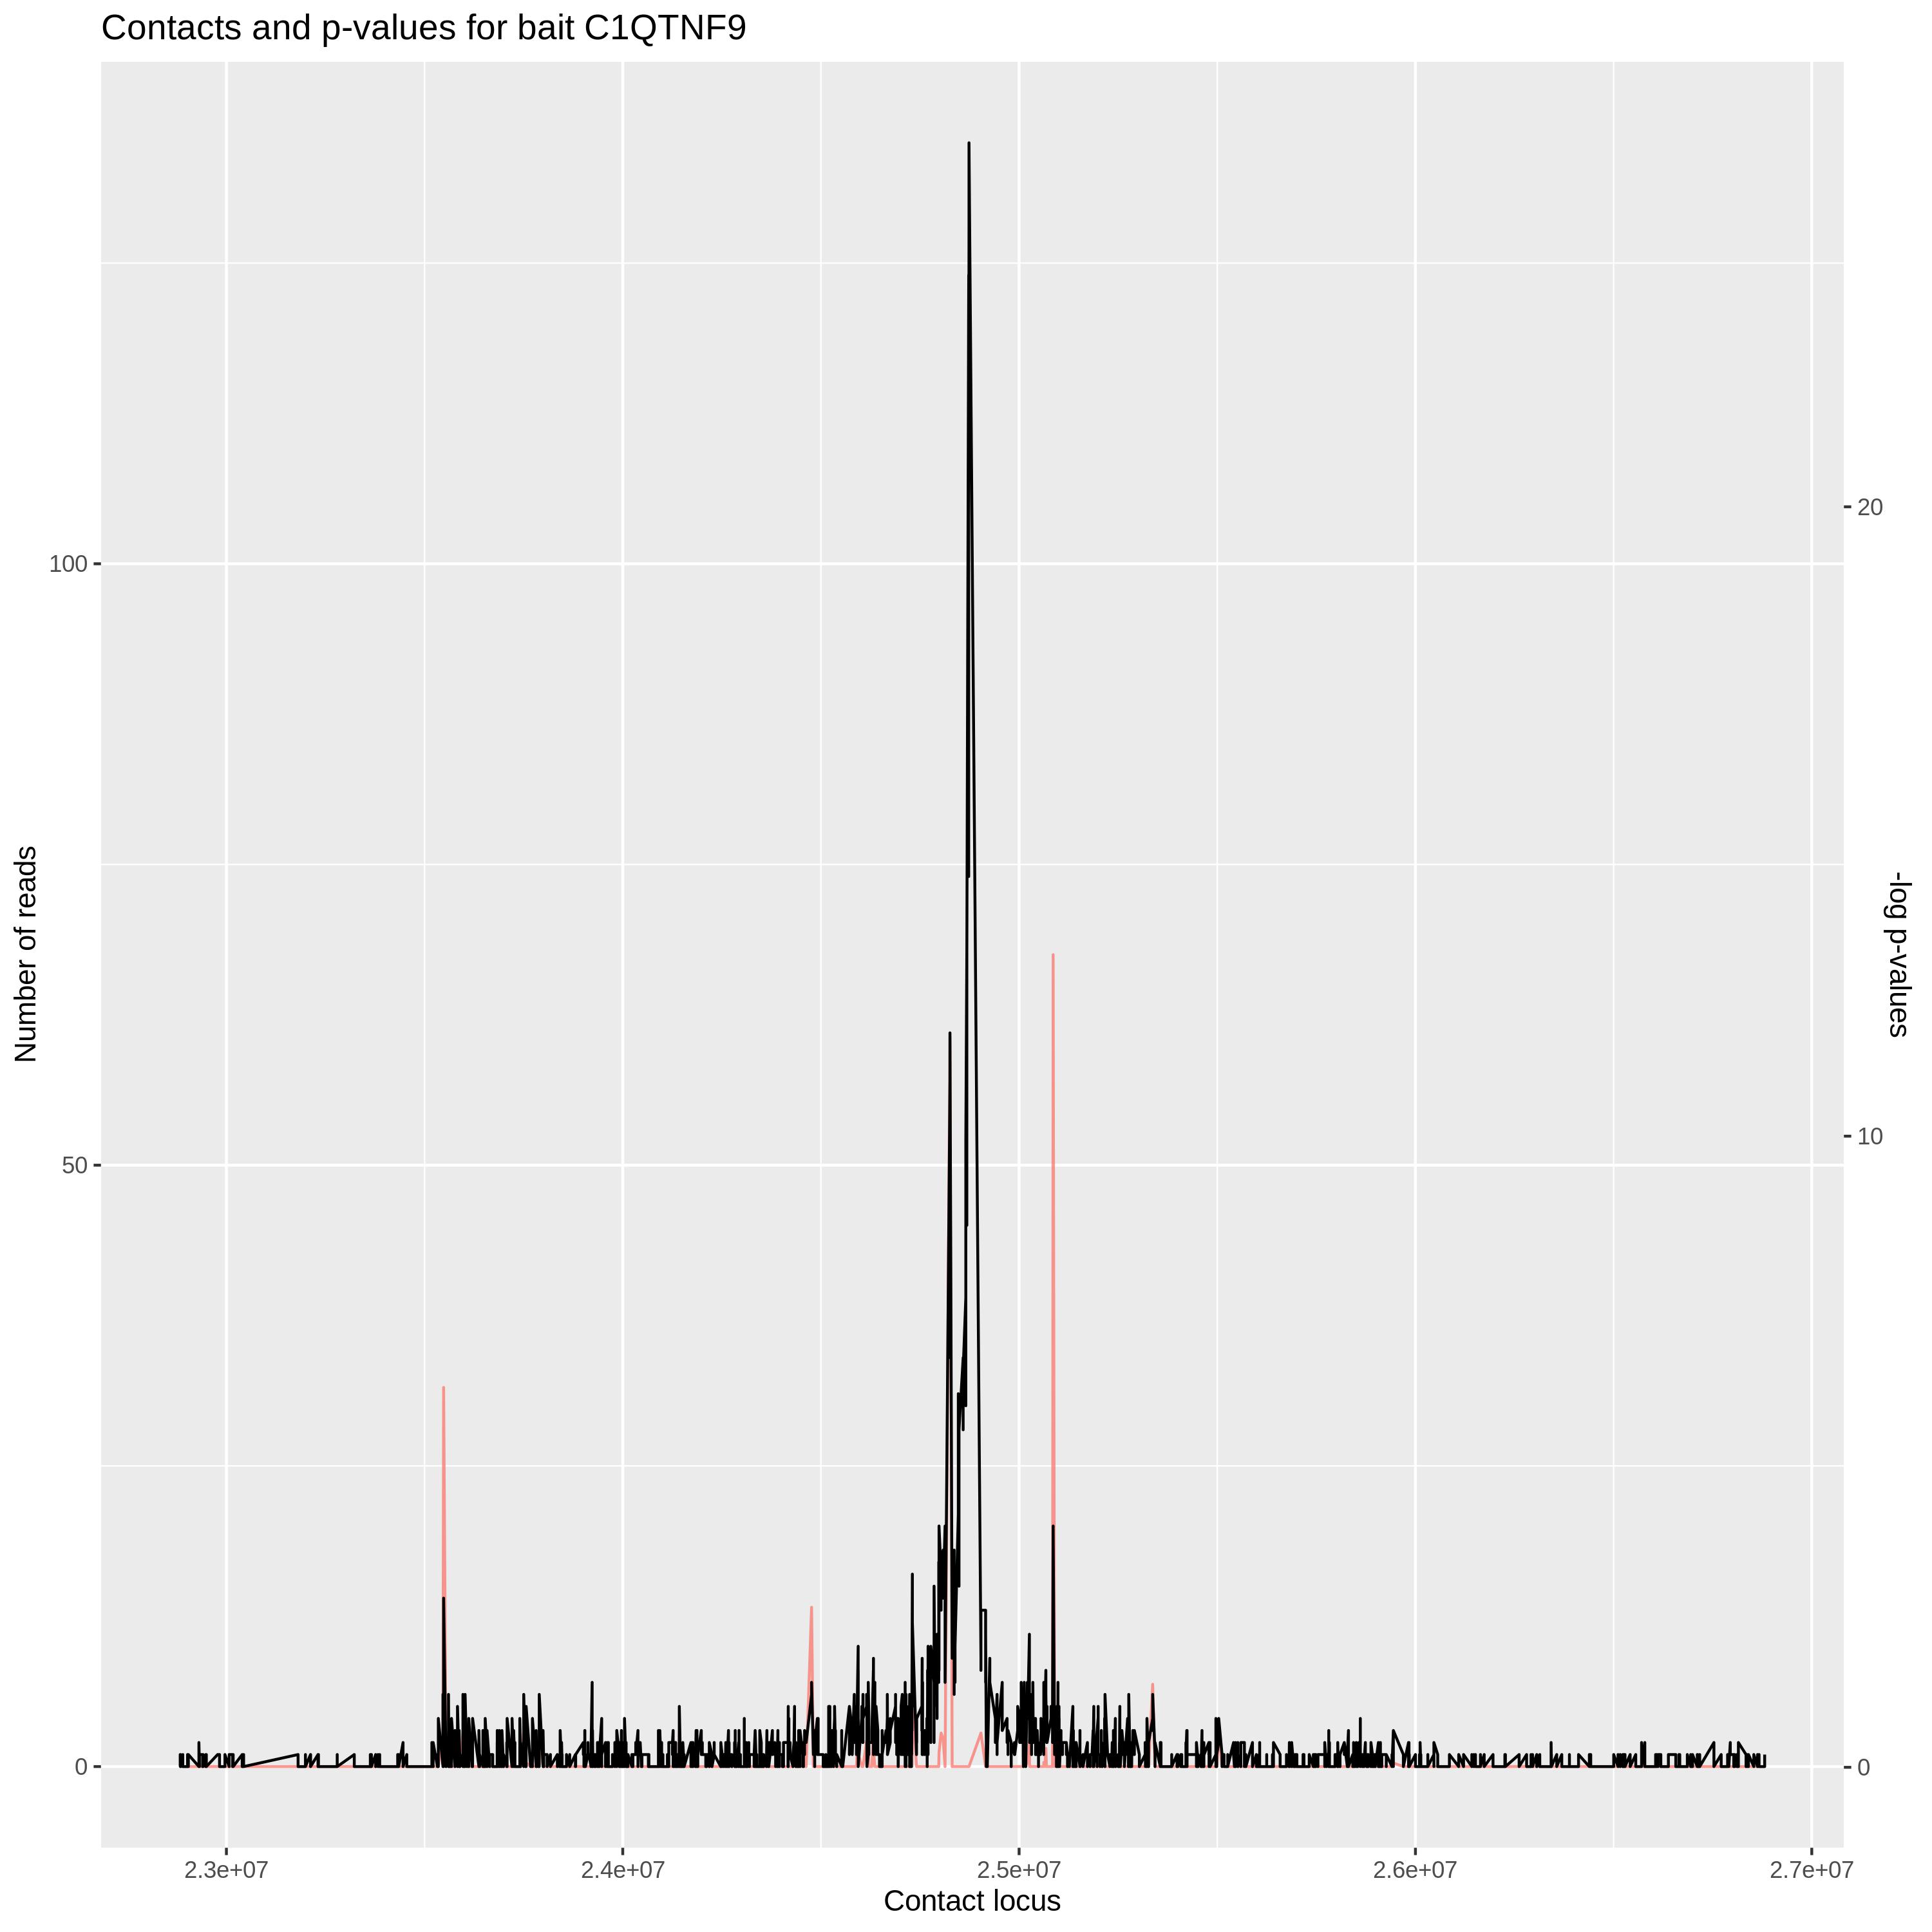 Contacts and p-values for bait C1QTNF9
Number of reads
100
50
0
20
10
0
-log p-values
2.3e+07
2.4e+07
2.5e+07
2.6e+07
2.7e+07
Contact locus